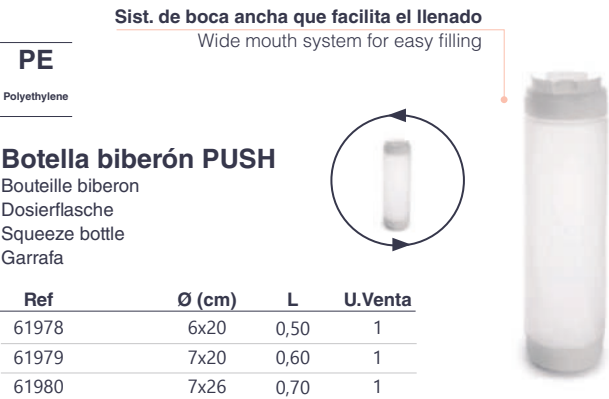 Sist. de boca ancha que facilita el llenado
Wide mouth system for easy filling
PE
Polyethylene
Botella biberón PUSH
Bouteille biberon
Dosierflasche
Squeeze bottle
Garrafa
Ref Ø (cm) L U.Venta
61978 6x20 0,50 1
61979 7x20 0,60 1
61980 7x26 0,70 1